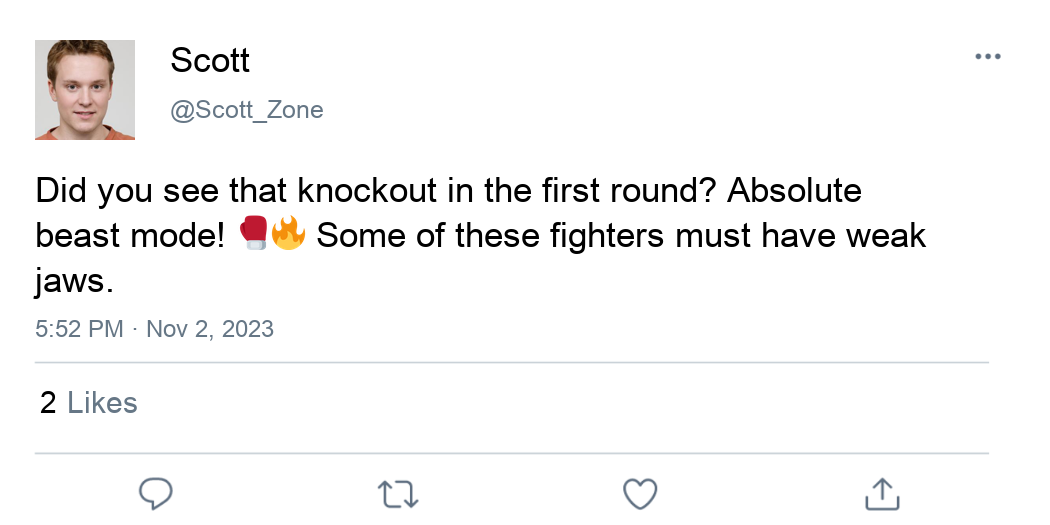 Scott
@Scott_Zone
Did you see that knockout in the first round? Absolute
beast mode! 🥊🔥 Some of these fighters must have weak
jaws.
5:52 PM · Nov 2, 2023
2 Likes